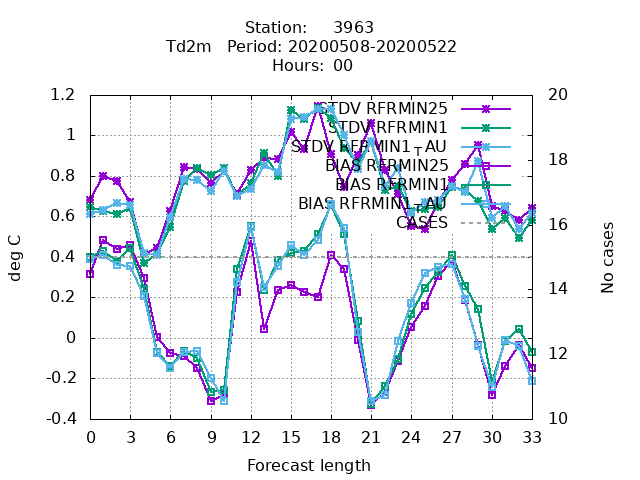 Station: 3963
Td2m Period: 20200508-20200522
Hours: 00
1.2
1
0.8
0.6
0.4
0.2
0
-0.2
-0.4
20
18
16
14
12
10
deg C
No cases
STDV RFRMIN25
STDV RFRMIN1
STDV RFRMIN1_AU
BIAS RFRMIN25
BIAS RFRMIN1
BIAS RFRMIN1_AU
CASES
0 3 6 9 12 15 18 21 24 27 30 33
Forecast length